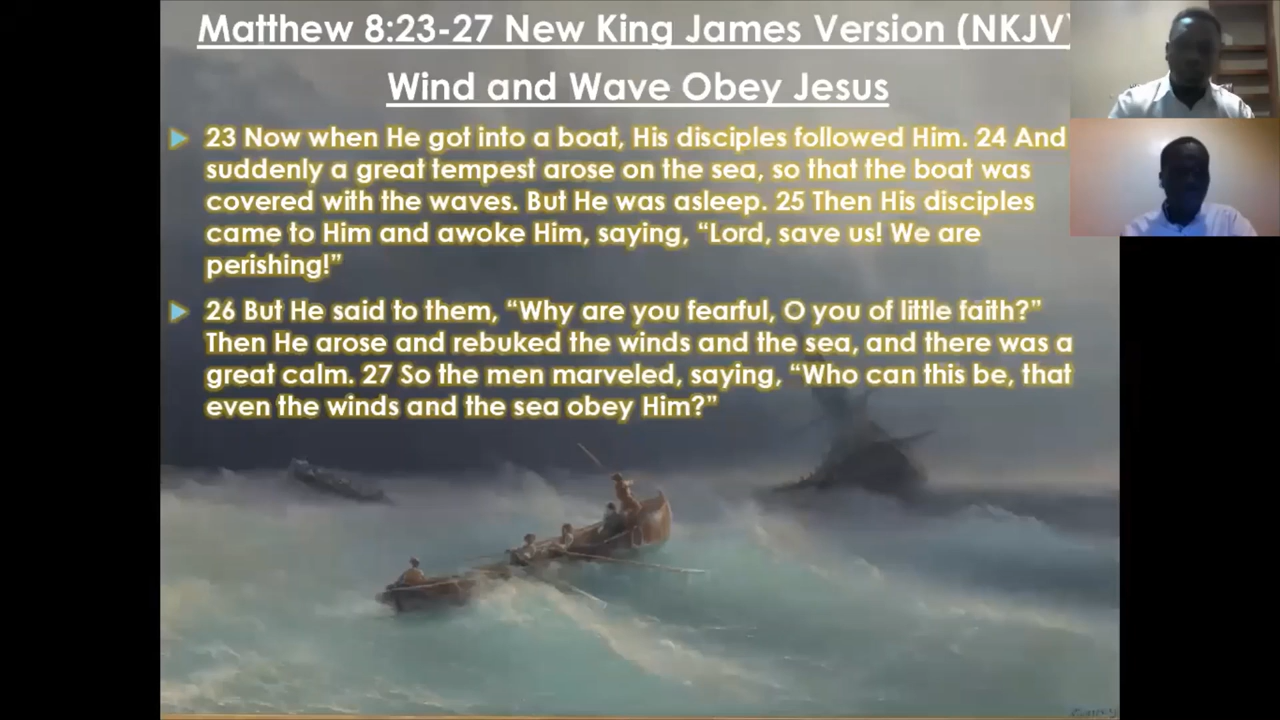 Matthew 8:23-27 New King James Version (NKJV)
Wind and Wave Obey Jesus
23 Now when He got into a boat, His disciples followed Him. 24 And
suddenly a great tempest arose on the sea, so that the boat was
covered with the waves. But He was asleep. 25 Then His disciples
came to Him and awoke Him, saying, “Lord, save us! We are
perishing!”
26 But He said to them, “Why are you fearful, O you of little faith?”
Then He arose and rebuked the winds and the sea, and there was a
great calm. 27 So the men marveled, saying, “Who can this be, that
even the winds and the sea obey Him?”